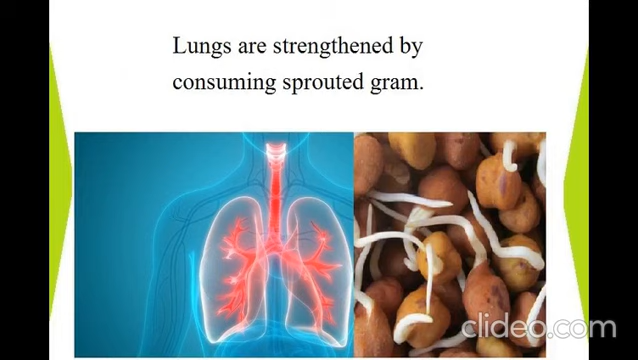 Lungs are strengthened by
consuming sprouted gram.
clideo.com